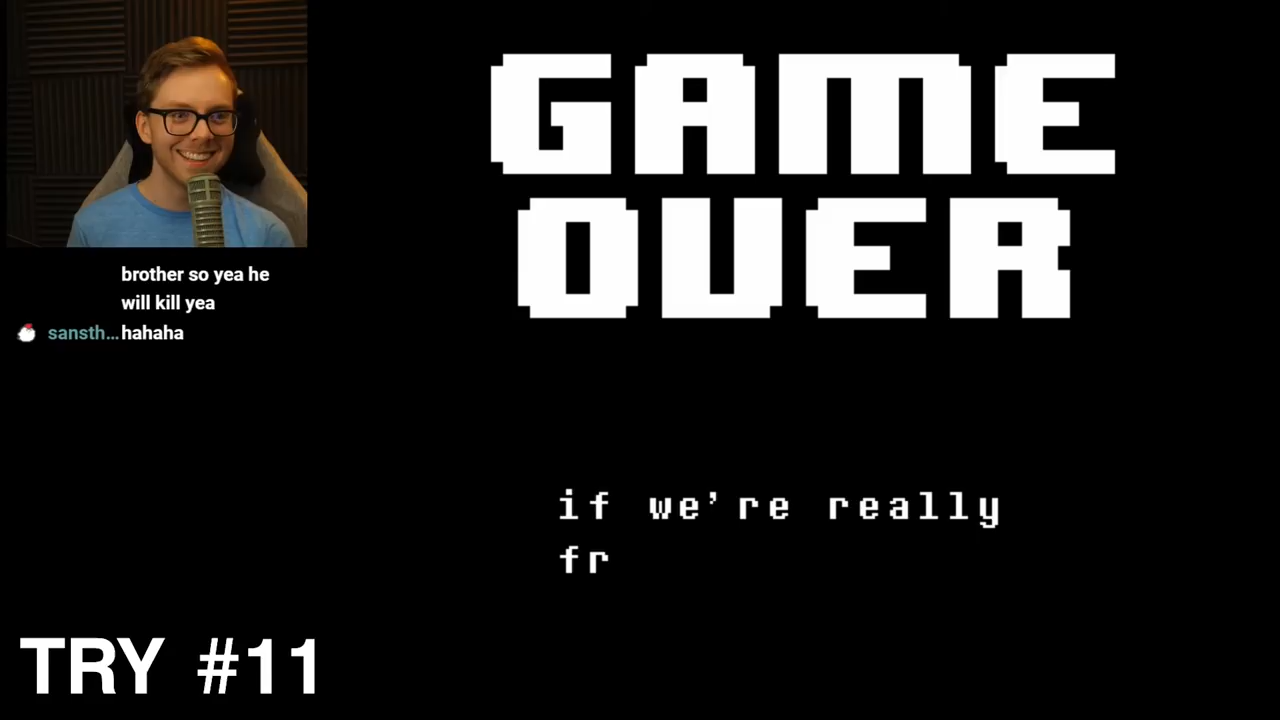 GAME
OVER
brother so yea he
will kill yea
sansth... hahaha
if we're really
fr
TRY #11